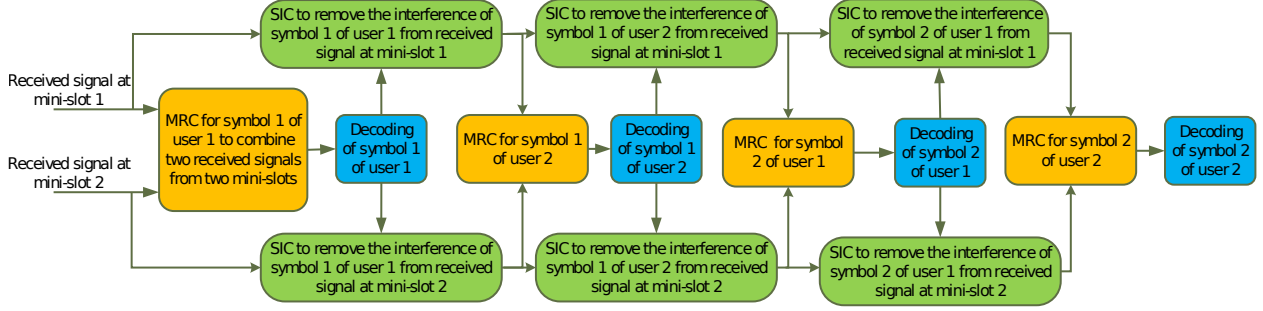 SIC to remove the interference of
symbol 1 of user 1 from received
signal at mini-slot 1
SIC to remove the interference of
symbol 1 of user 2 from received
signal at mini-slot 1
SIC to remove the interference
of symbol 2 of user 1 from
received signal at mini-slot 1
Received signal at
mini-slot 1
Received signal at
mini-slot 2
MRC for symbol 1 of
user 1 to combine
two received signals
from two mini-slots
Decoding
of symbol 1
of user 1
MRC for symbol 1
of user 2
Decoding
of symbol 1
of user 2
MRC for symbol
2 of user 1
Decoding
of symbol 2
of user 1
MRC for symbol 2
of user 2
Decoding
of symbol 2
of user 2
SIC to remove the interference of
symbol 1 of user 1 from received
signal at mini-slot 2
SIC to remove the interference of
symbol 1 of user 2 from received
signal at mini-slot 2
SIC to remove the interference of
symbol 2 of user 1 from received
signal at mini-slot 2